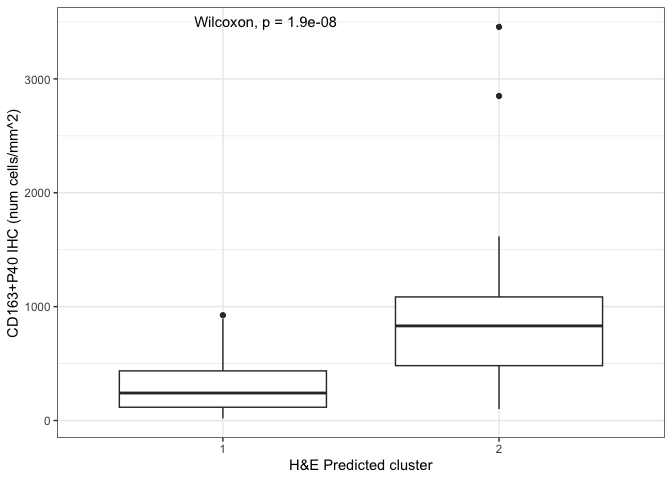 Wilcoxon, p = 1.9e-08
CD163+P40 IHC (num cells/mm^2)
3000
2000
1000
0
1
2
H&E Predicted cluster